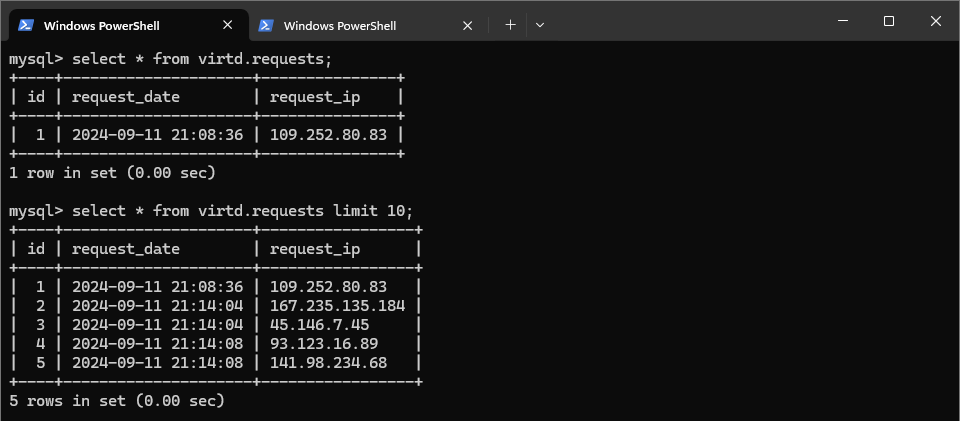 Windows PowerShell
Windows PowerShell
mysql> select * from virtd.requests;
+----+---------------------+---------------+
| id | request_date        | request_ip    |
+----+---------------------+---------------+
|  1 | 2024-09-11 21:08:36 | 109.252.80.83 |
+----+---------------------+---------------+
1 row in set (0.00 sec)
mysql> select * from virtd.requests limit 10;
+----+---------------------+-----------------+
| id | request_date        | request_ip      |
+----+---------------------+-----------------+
|  1 | 2024-09-11 21:08:36 | 109.252.80.83   |
|  2 | 2024-09-11 21:14:04 | 167.235.135.184 |
|  3 | 2024-09-11 21:14:04 | 45.146.7.45     |
|  4 | 2024-09-11 21:14:08 | 93.123.16.89    |
|  5 | 2024-09-11 21:14:08 | 141.98.234.68   |
+----+---------------------+-----------------+
5 rows in set (0.00 sec)